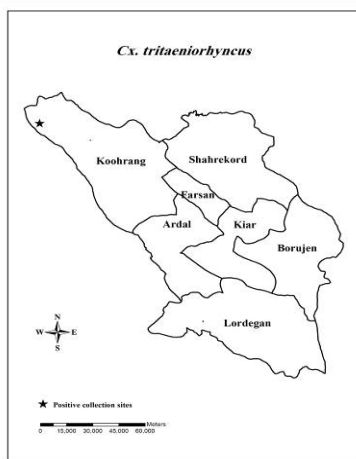 Cx. tritaeniorhyncus
Koohrang
Shahrekord
Farsan
Ardal
Kiar
Borujen
Lordegan
N
W E
S
Positive collection sites
Meters
0 15,000 30,000 45,000 60,000